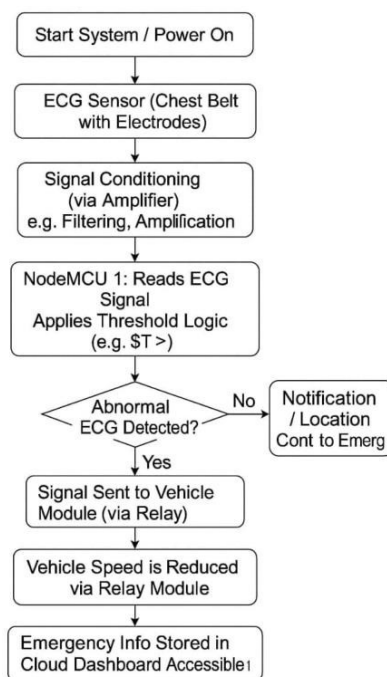 Start System / Power On
ECG Sensor (Chest Belt
with Electrodes)
Signal Conditioning
(via Amplifier)
e.g. Filtering, Amplification
NodeMCU 1: Reads ECG
Signal
Applies Threshold Logic
(e.g. $T >)
Abnormal
ECG Detected?
No
Notification
/ Location
Cont to Emerg
Yes
Signal Sent to Vehicle
Module (via Relay)
Vehicle Speed is Reduced
via Relay Module
Emergency Info Stored in
Cloud Dashboard Accessible1